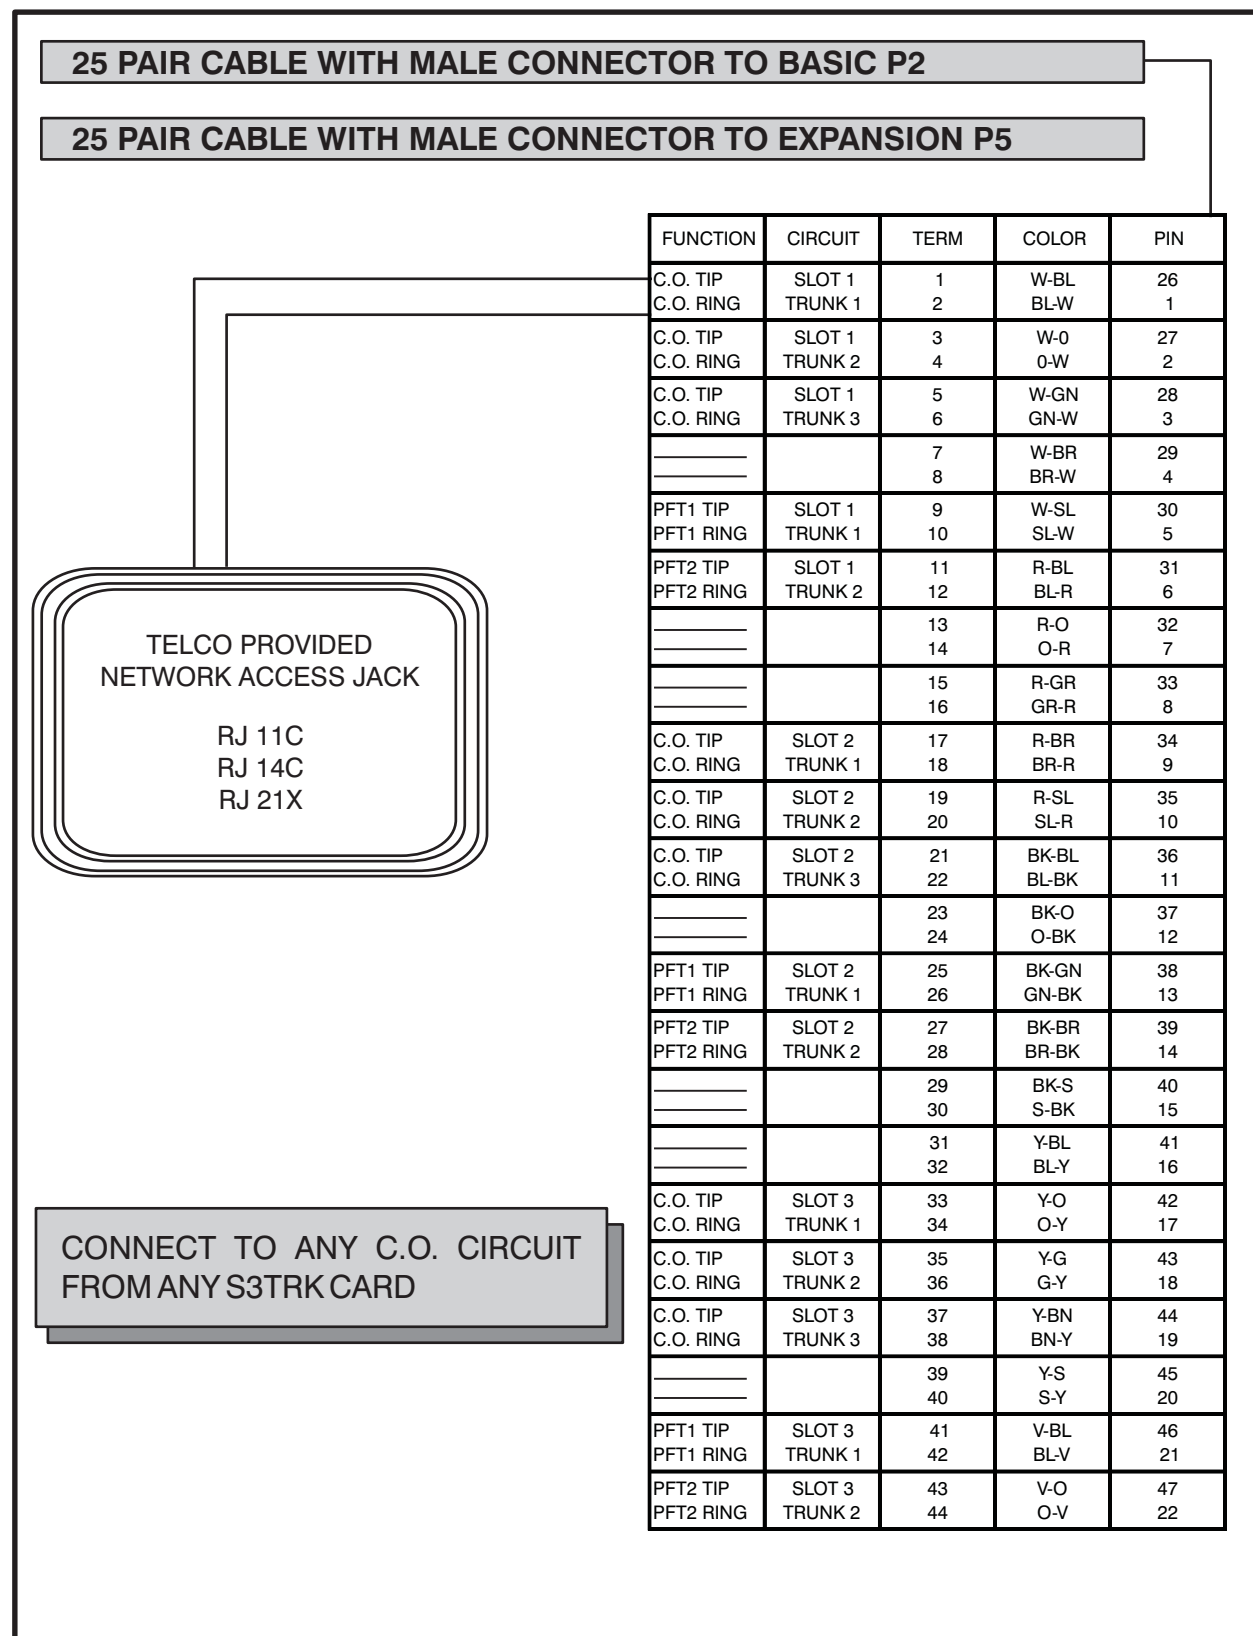 25 PAIR CABLE WITH MALE CONNECTOR TO BASIC P2
25 PAIR CABLE WITH MALE CONNECTOR TO EXPANSION P5
FUNCTION CIRCUIT TERM COLOR PIN
C.O. TIP SLOT 1 1 W-BL 26
C.O. RING TRUNK 1 2 BL-W 1
C.O. TIP SLOT 1 3 W-0 27
C.O. RING TRUNK 2 4 0-W 2
C.O. TIP SLOT 1 5 W-GN 28
C.O. RING TRUNK 3 6 GN-W 3
7 W-BR 29
8 BR-W 4
PFT1 TIP SLOT 1 9 W-SL 30
PFT1 RING TRUNK 1 10 SL-W 5
PFT2 TIP SLOT 1 11 R-BL 31
PFT2 RING TRUNK 2 12 BL-R 6
13 R-O 32
14 O-R 7
15 R-GR 33
16 GR-R 8
C.O. TIP SLOT 2 17 R-BR 34
C.O. RING TRUNK 1 18 BR-R 9
C.O. TIP SLOT 2 19 R-SL 35
C.O. RING TRUNK 2 20 SL-R 10
C.O. TIP SLOT 2 21 BK-BL 36
C.O. RING TRUNK 3 22 BL-BK 11
23 BK-O 37
24 O-BK 12
PFT1 TIP SLOT 2 25 BK-GN 38
PFT1 RING TRUNK 1 26 GN-BK 13
PFT2 TIP SLOT 2 27 BK-BR 39
PFT2 RING TRUNK 2 28 BR-BK 14
29 BK-S 40
30 S-BK 15
31 Y-BL 41
32 BL-Y 16
C.O. TIP SLOT 3 33 Y-O 42
C.O. RING TRUNK 1 34 O-Y 17
C.O. TIP SLOT 3 35 Y-G 43
C.O. RING TRUNK 2 36 G-Y 18
C.O. TIP SLOT 3 37 Y-BN 44
C.O. RING TRUNK 3 38 BN-Y 19
39 Y-S 45
40 S-Y 20
PFT1 TIP SLOT 3 41 V-BL 46
PFT1 RING TRUNK 1 42 BL-V 21
PFT2 TIP SLOT 3 43 V-O 47
PFT2 RING TRUNK 2 44 O-V 22
TELCO PROVIDED
NETWORK ACCESS JACK
RJ 11C
RJ 14C
RJ 21X
CONNECT TO ANY C.O. CIRCUIT
FROM ANY S3TRK CARD